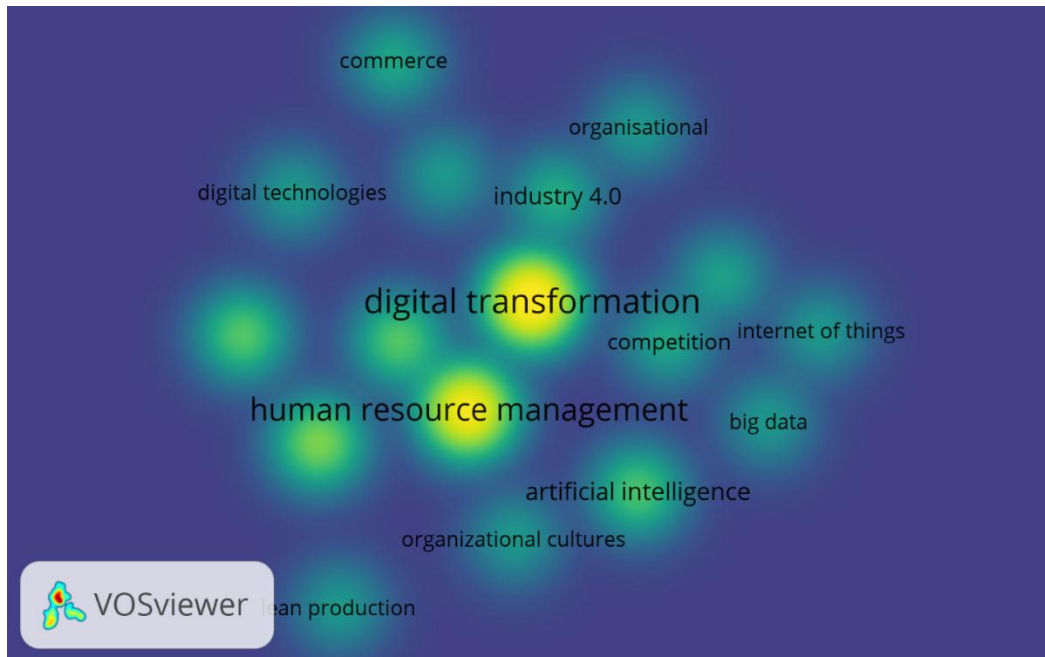 commerce
organisational
digital technologies
industry 4.0
digital transformation
internet of things
competition
human resource management
big data
artificial intelligence
organizational cultures
VOSviewer
lean production